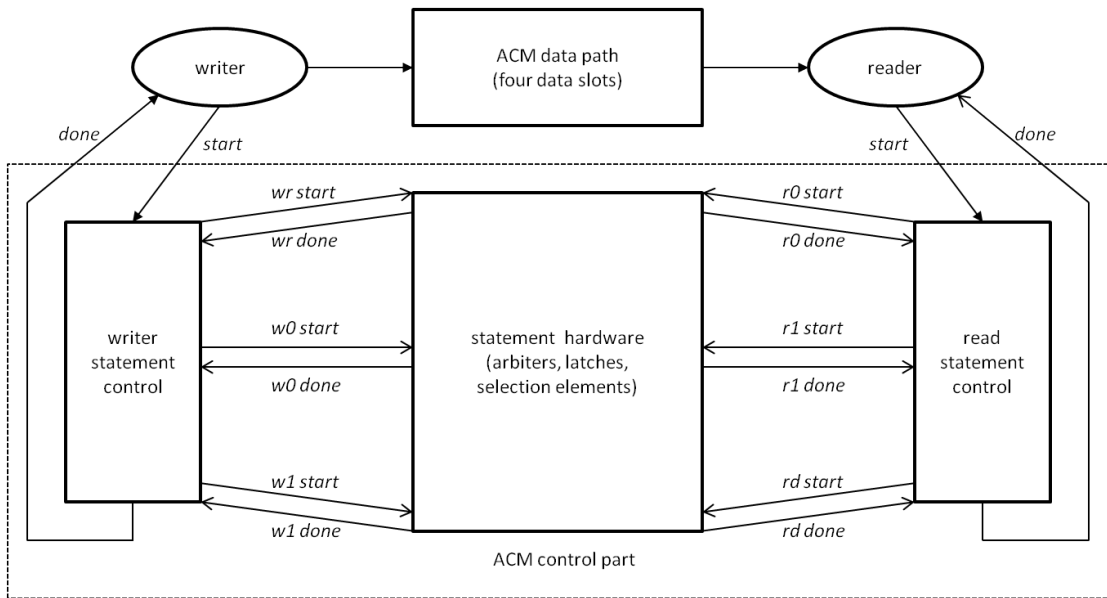 writer
ACM data path
(four data slots)
reader
done
start
start
done
wr start
wr done
r0 start
r0 done
writer
statement
control
w0 start
w0 done
statement hardware
(arbiters, latches,
selection elements)
r1 start
r1 done
read
statement
control
w1 start
w1 done
rd start
rd done
ACM control part